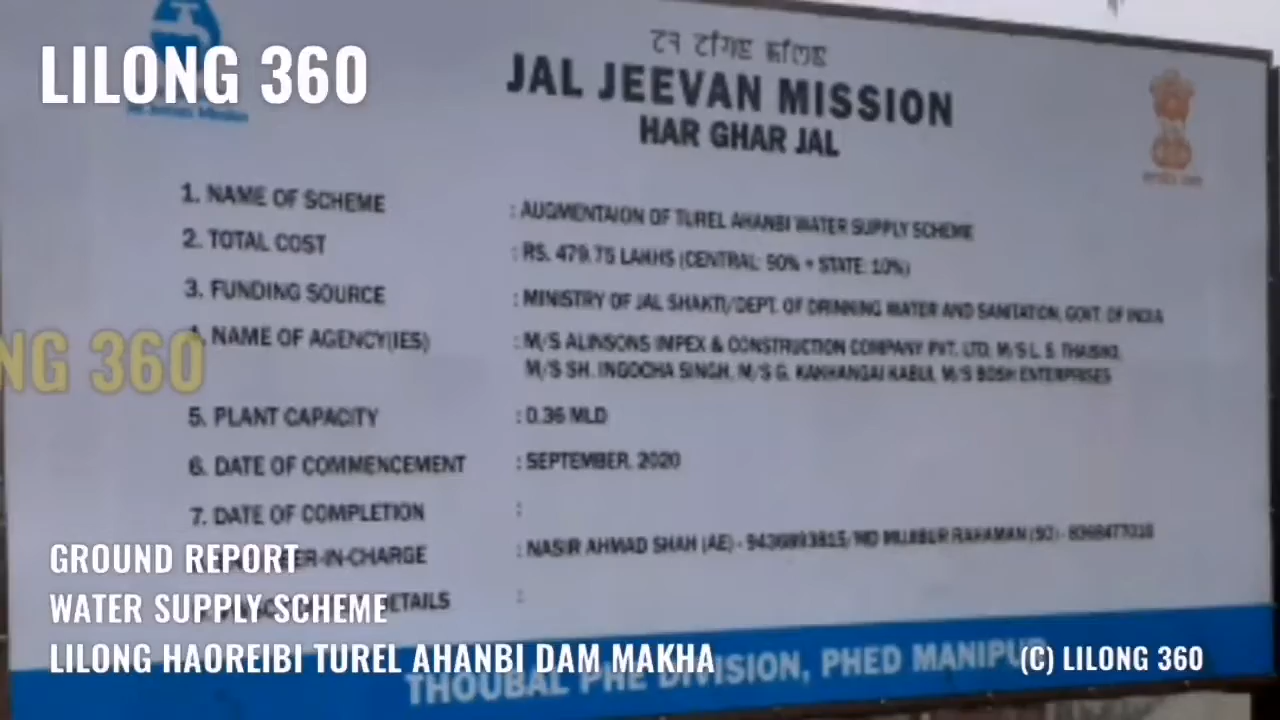 LILONG 360
JAL JEEVAN MISSION
HAR GHAR JAL
1. NAME OF SCHEME : AUGMENTAION OF TUREL AHANBI WATER SUPPLY SCHEME
2. TOTAL COST : RS. 479.75 LAKHS (CENTRAL: 90% + STATE: 10%)
3. FUNDING SOURCE : MINISTRY OF JAL SHAKTI/DEPT. OF DRINKING WATER AND SANITATION, GOVT. OF INDIA
NAME OF AGENCY(IES) : M/S ALINSONS IMPEX & CONSTRUCTION COMPANY PVT. LTD, M/S L. S.
M/S SH. INGOCHA SINGH, M/S G. KABUI, M/S BOSH ENTERPRISES
NG 360
5. PLANT CAPACITY : 0.36 MLD
6. DATE OF COMMENCEMENT : SEPTEMBER, 2020
7. DATE OF COMPLETION :
ER-IN-CHARGE : NASIR AHMAD SHAH (AE) - MD MUJIBUR RAHAMAN (SO) -
ETAILS :
GROUND REPORT
WATER SUPPLY SCHEME
LILONG HAOREIBI TUREL AHANBI DAM MAKHA
THOUBAL PHE DIVISION, PHED MANIPU
(C) LILONG 360